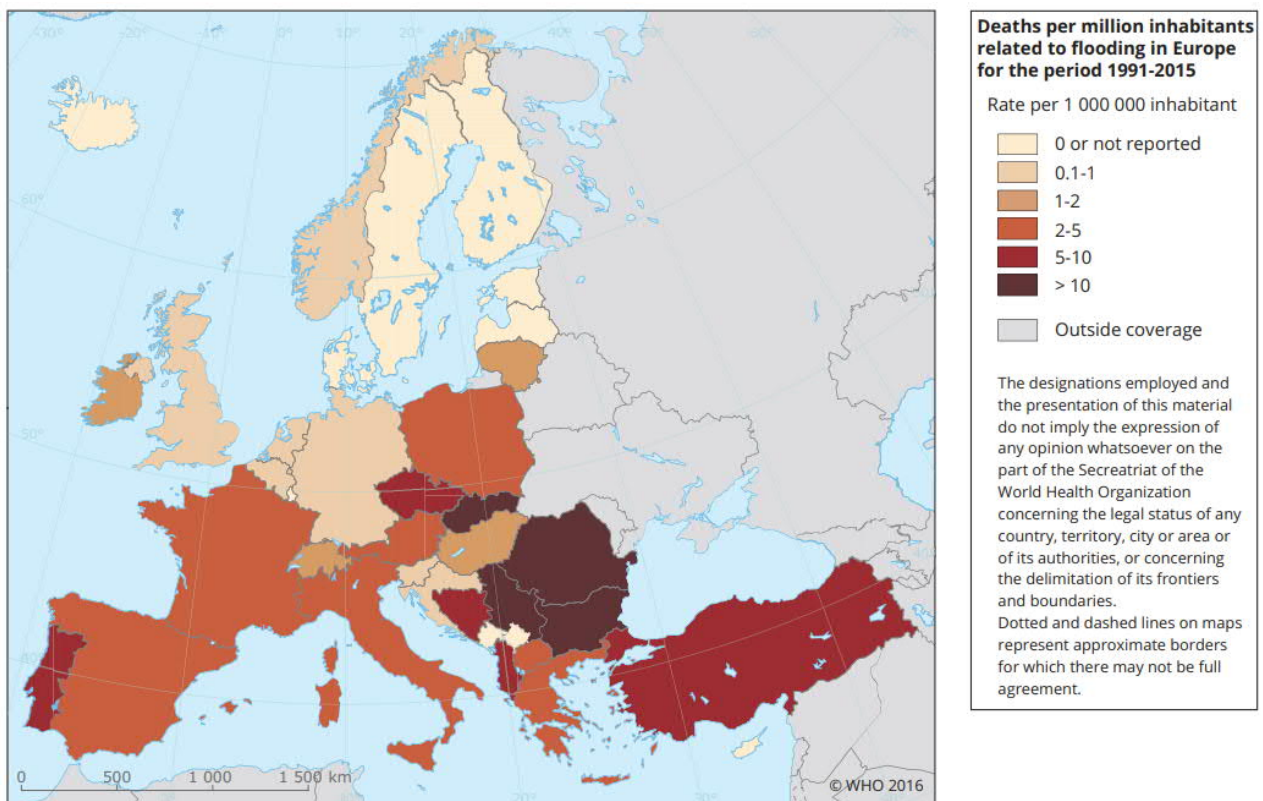 Deaths per million inhabitants
related to flooding in Europe
for the period 1991-2015
Rate per 1 000 000 inhabitant
0 or not reported
0.1-1
1-2
2-5
5-10
> 10
Outside coverage
The designations employed and
the presentation of this material
do not imply the expression of
any opinion whatsoever on the
part of the Secreatriat of the
World Health Organization
concerning the legal status of any
country, territory, city or area or
of its authorities, or concerning
the delimitation of its frontiers
and boundaries.
Dotted and dashed lines on maps
represent approximate borders
for which there may not be full
agreement.
0 500 1 000 1 500 km
© WHO 2016